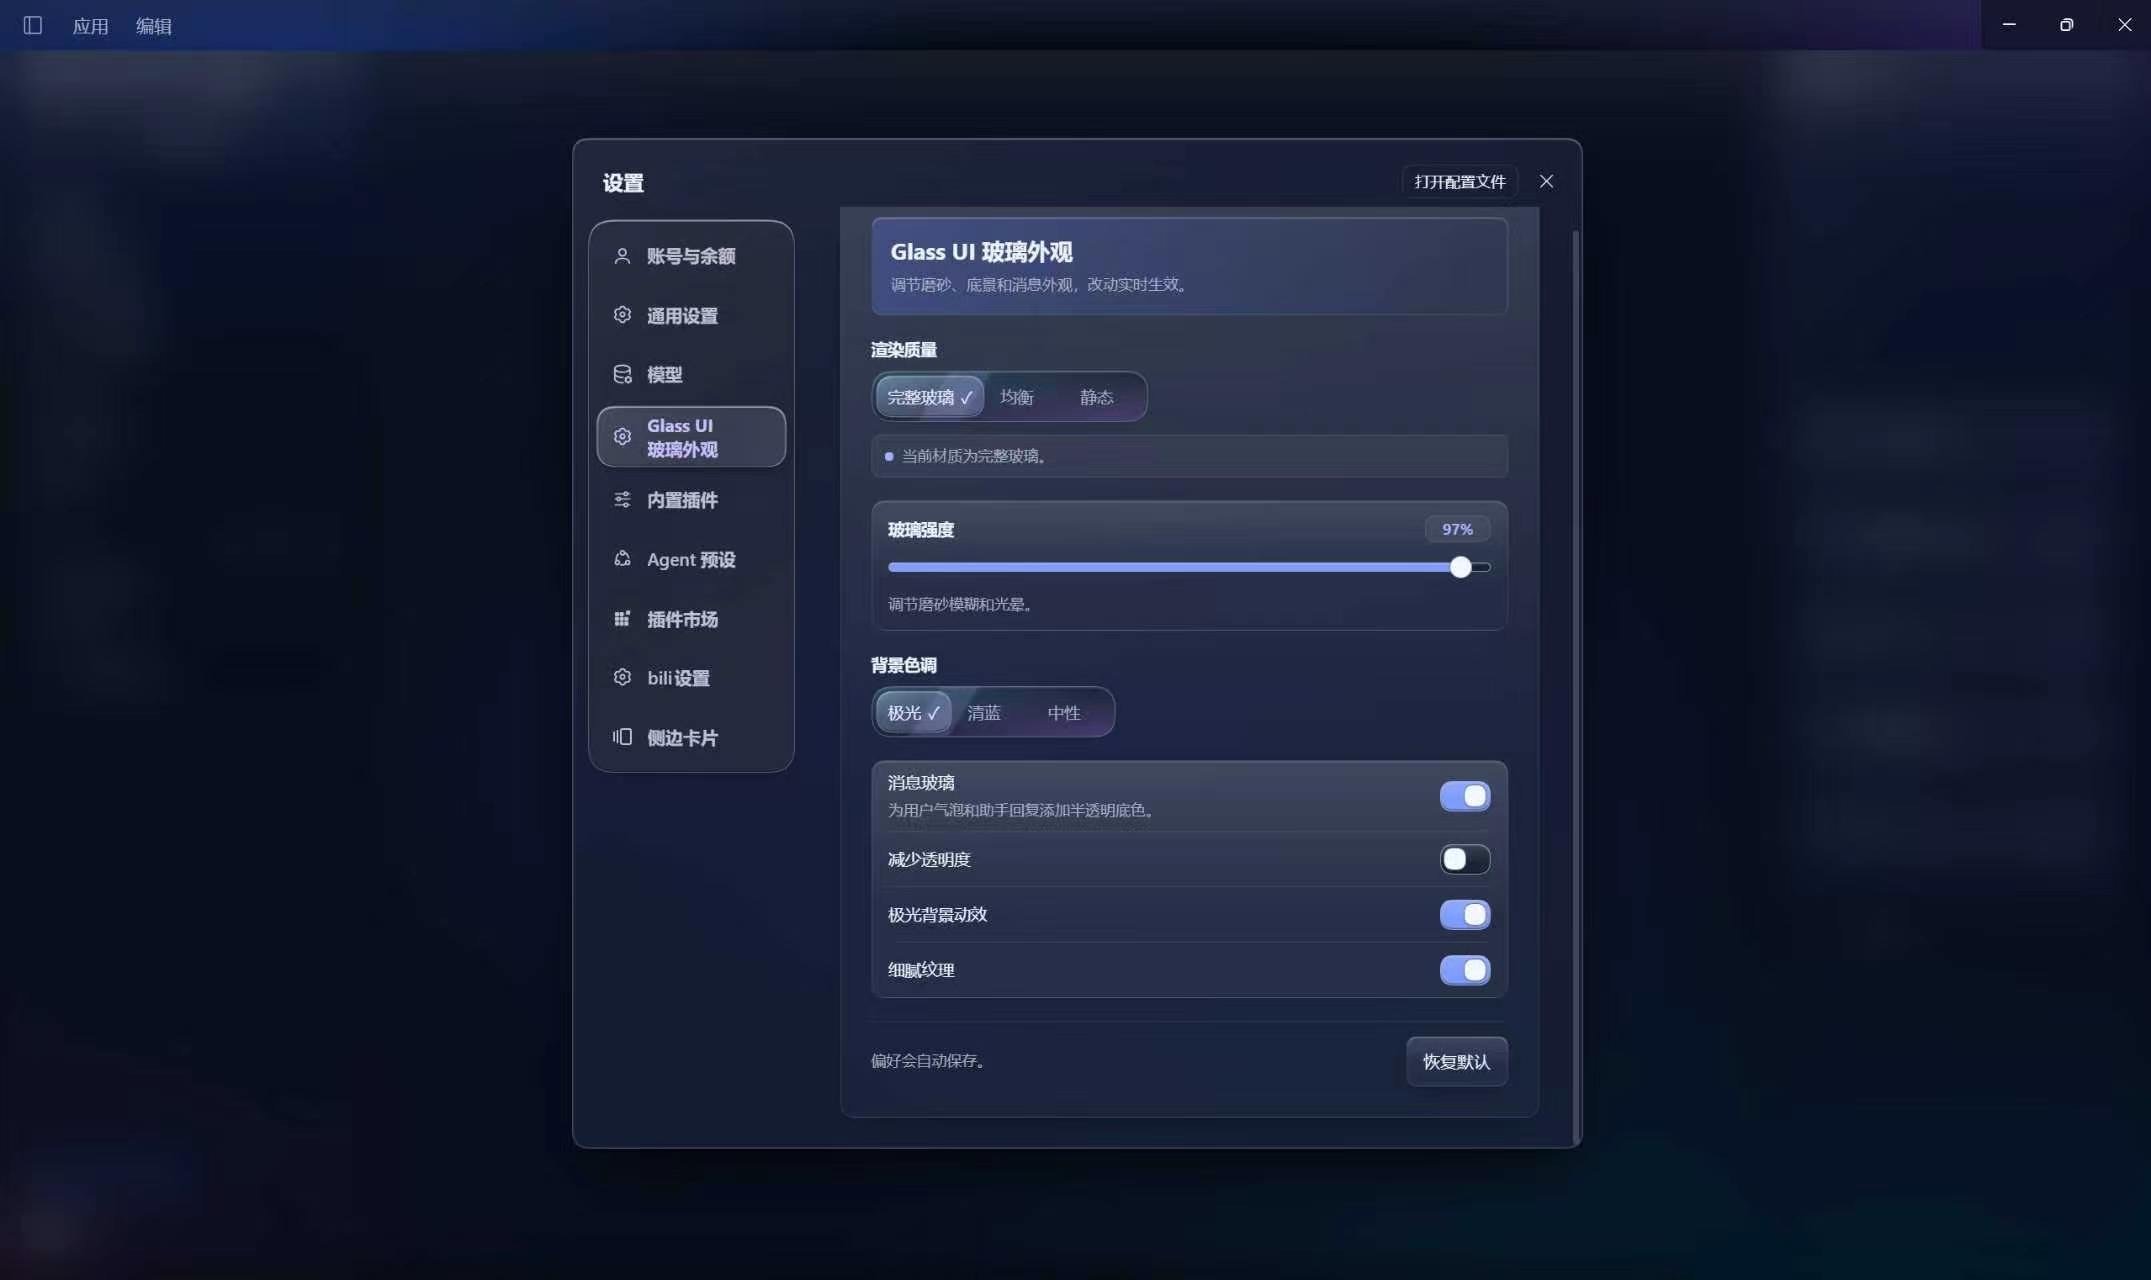 应用 编辑
设置
打开配置文件
账号与余额
通用设置
模型
Glass UI
玻璃外观
内置插件
Agent 预设
插件市场
bili设置
侧边卡片
Glass UI 玻璃外观
调节磨砂、底景和消息外观，改动实时生效。
渲染质量
完整玻璃 ✓ 均衡 静态
当前材质为完整玻璃。
玻璃强度 97%
调节磨砂模糊和光晕。
背景色调
极光 ✓ 清蓝 中性
消息玻璃
为用户气泡和助手回复添加半透明底色。
减少透明度
极光背景动效
细腻纹理
偏好会自动保存。 恢复默认